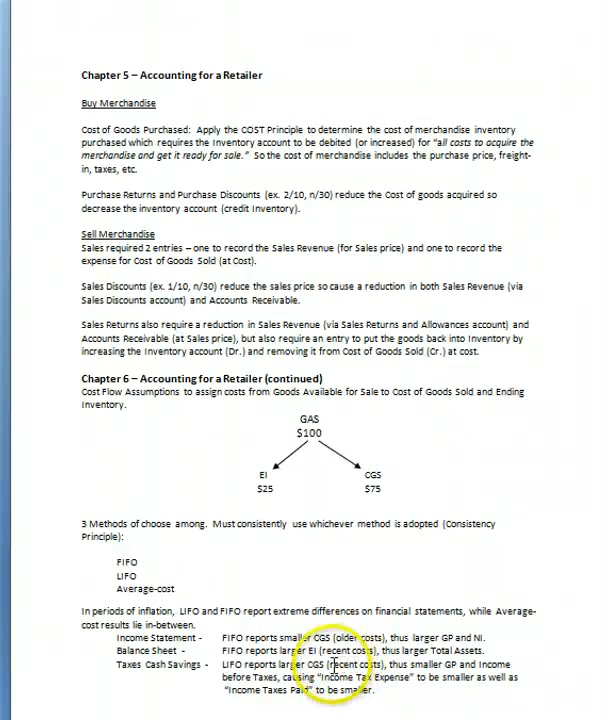 Chapter 5 – Accounting for a Retailer
Buy Merchandise
Cost of Goods Purchased: Apply the COST Principle to determine the cost of merchandise inventory
purchased which requires the Inventory account to be debited (or increased) for "all costs to acquire the
merchandise and get it ready for sale." So the cost of merchandise includes the purchase price, freight-
in, taxes, etc.
Purchase Returns and Purchase Discounts (ex. 2/10, n/30) reduce the Cost of goods acquired so
decrease the inventory account (credit Inventory).
Sell Merchandise
Sales required 2 entries – one to record the Sales Revenue (for Sales price) and one to record the
expense for Cost of Goods Sold (at Cost).
Sales Discounts (ex. 1/10, n/30) reduce the sales price so cause a reduction in both Sales Revenue (via
Sales Discounts account) and Accounts Receivable.
Sales Returns also require a reduction in Sales Revenue (via Sales Returns and Allowances account) and
Accounts Receivable (at Sales price), but also require an entry to put the goods back into Inventory by
increasing the Inventory account (Dr.) and removing it from Cost of Goods Sold (Cr.) at cost.
Chapter 6 – Accounting for a Retailer (continued)
Cost Flow Assumptions to assign costs from Goods Available for Sale to Cost of Goods Sold and Ending
Inventory.
GAS
$100
EI CGS
$25 $75
3 Methods of choose among. Must consistently use whichever method is adopted (Consistency
Principle):
FIFO
LIFO
Average-cost
In periods of inflation, LIFO and FIFO report extreme differences on financial statements, while Average-
cost results lie in-between.
Income Statement - FIFO reports smaller CGS (older costs), thus larger GP and NI.
Balance Sheet - FIFO reports larger EI (recent costs), thus larger Total Assets.
Taxes Cash Savings - LIFO reports larger CGS (recent costs), thus smaller GP and Income
before Taxes, causing "Income Tax Expense" to be smaller as well as
"Income Taxes Paid" to be smaller.